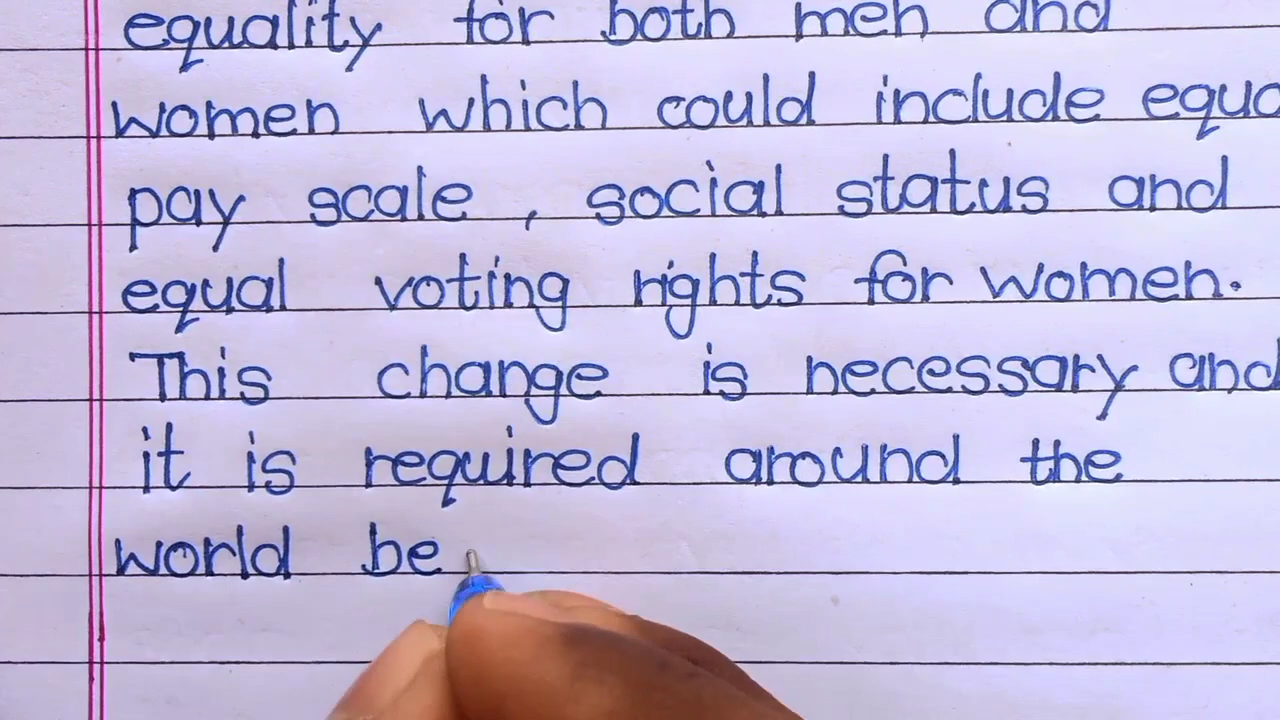 equality for both men and
women which could include equa
pay scale , social status and
equal voting rights for women.
This change is necessary and
it is required around the
world be